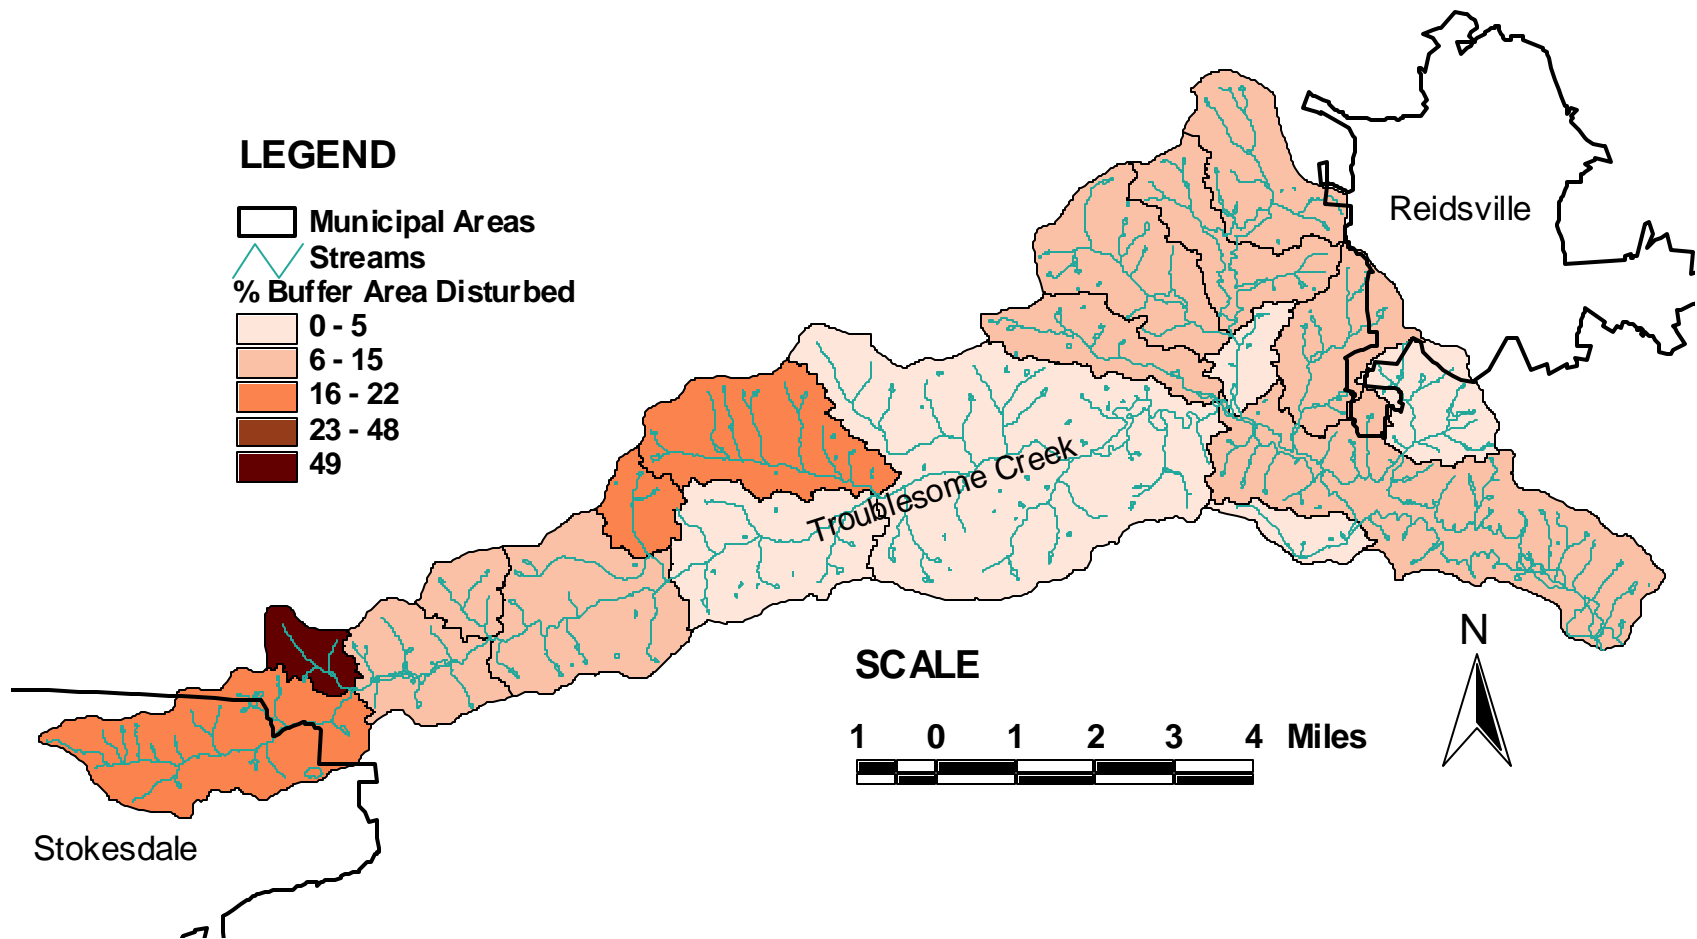 LEGEND
Municipal Areas
Streams
% Buffer Area Disturbed
0 - 5
6 - 15
16 - 22
23 - 48
49
Reidsville
Troublesome Creek
N
SCALE
1 0 1 2 3 4 Miles
Stokesdale